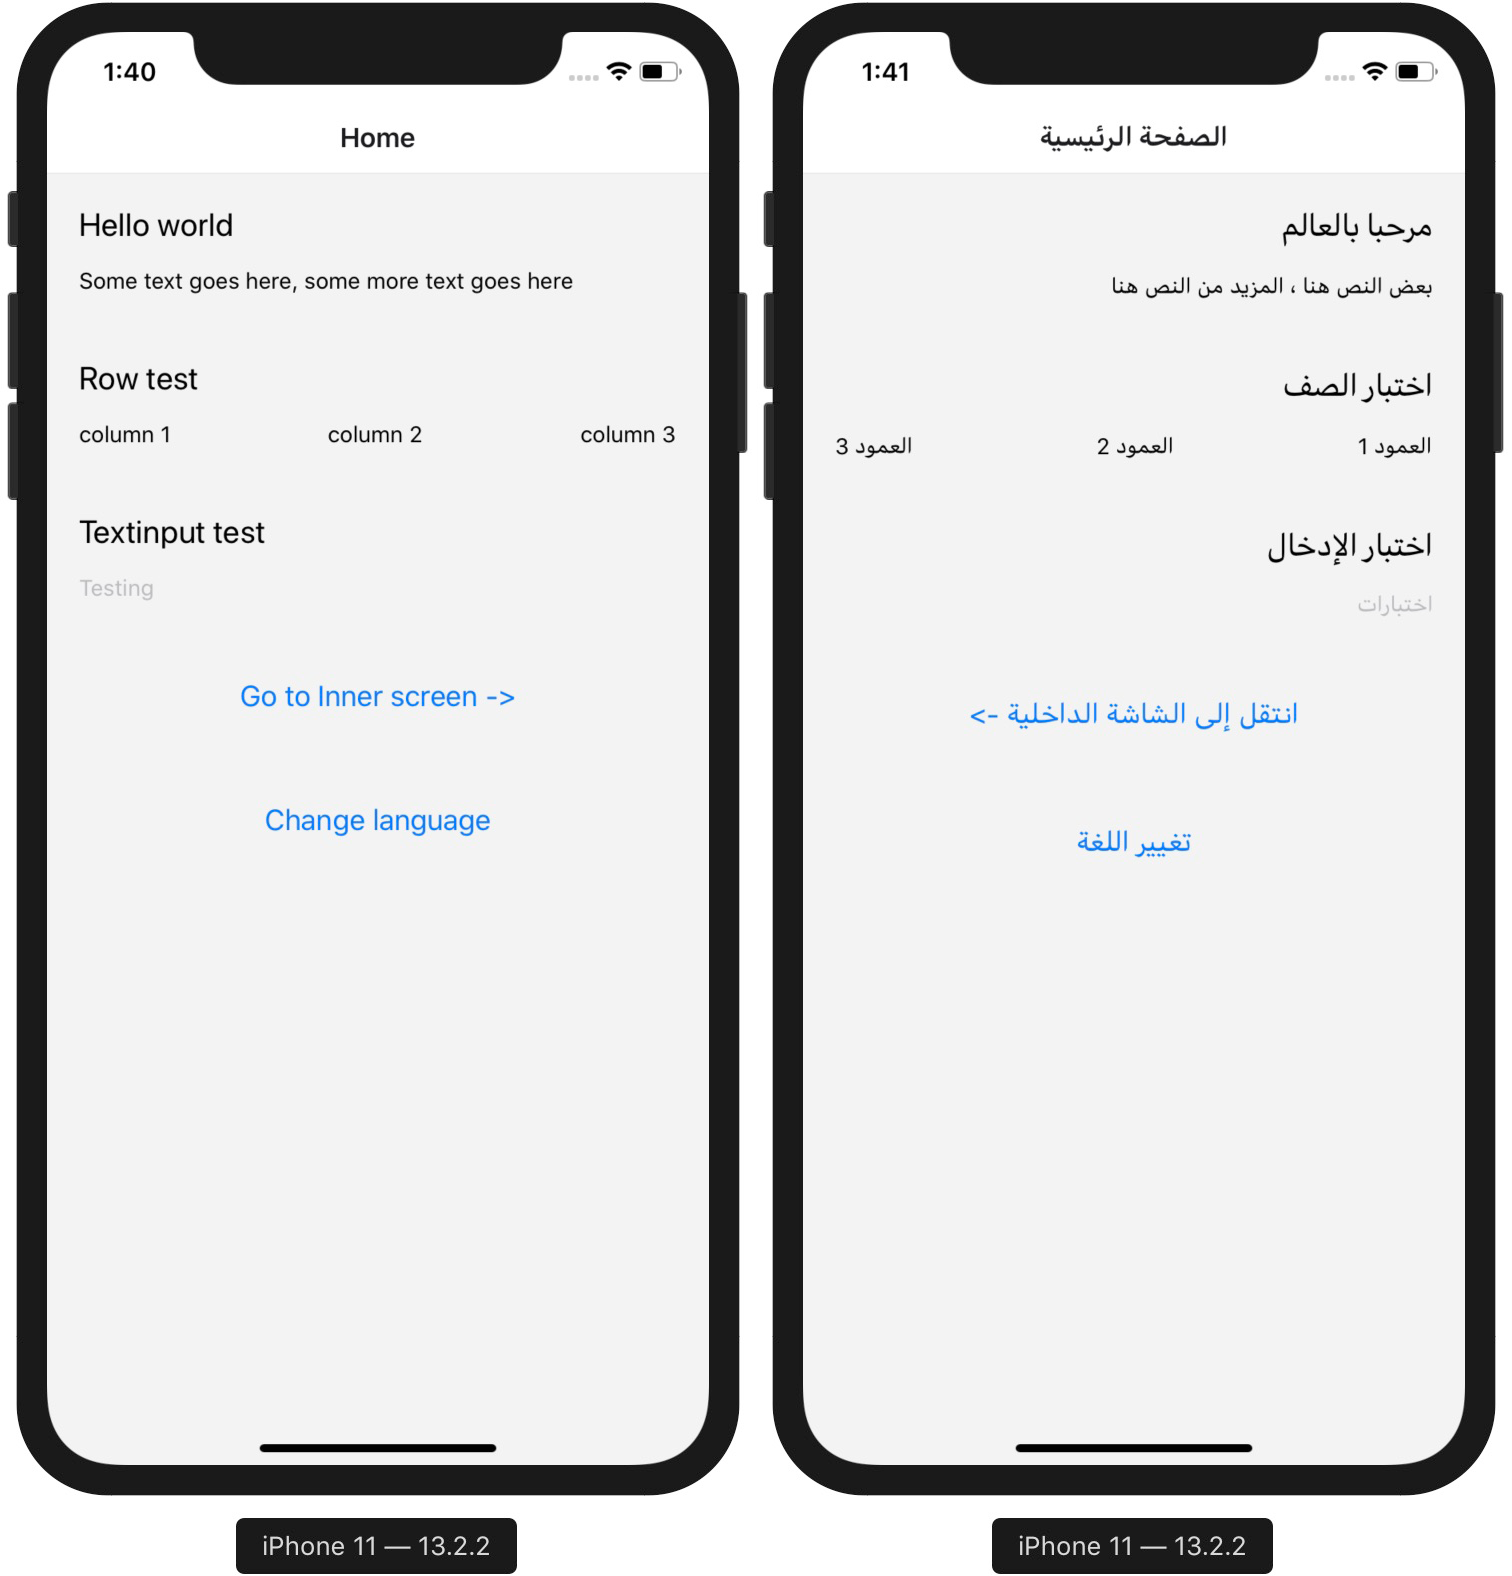 1:40
Home
Hello world
Some text goes here, some more text goes here
Row test
column 1 column 2 column 3
Textinput test
Testing
Go to Inner screen ->
Change language
iPhone 11 — 13.2.2
1:41
الصفحة الرئيسية
مرحبا بالعالم
بعض النص هنا ، المزيد من النص هنا
اختبار الصف
العمود 1 العمود 2 العمود 3
اختبار الإدخال
اختبارات
انتقل إلى الشاشة الداخلية ->
تغيير اللغة
iPhone 11 — 13.2.2